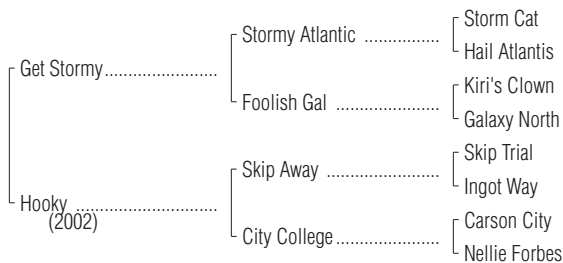 Storm Cat
Stormy Atlantic ..................
Hail Atlantis
Get Stormy.........................
Kiri's Clown
Foolish Gal .........................
Galaxy North
Skip Trial
Skip Away ...........................
Ingot Way
Hooky ................................
(2002)
Carson City
City College.........................
Nellie Forbes